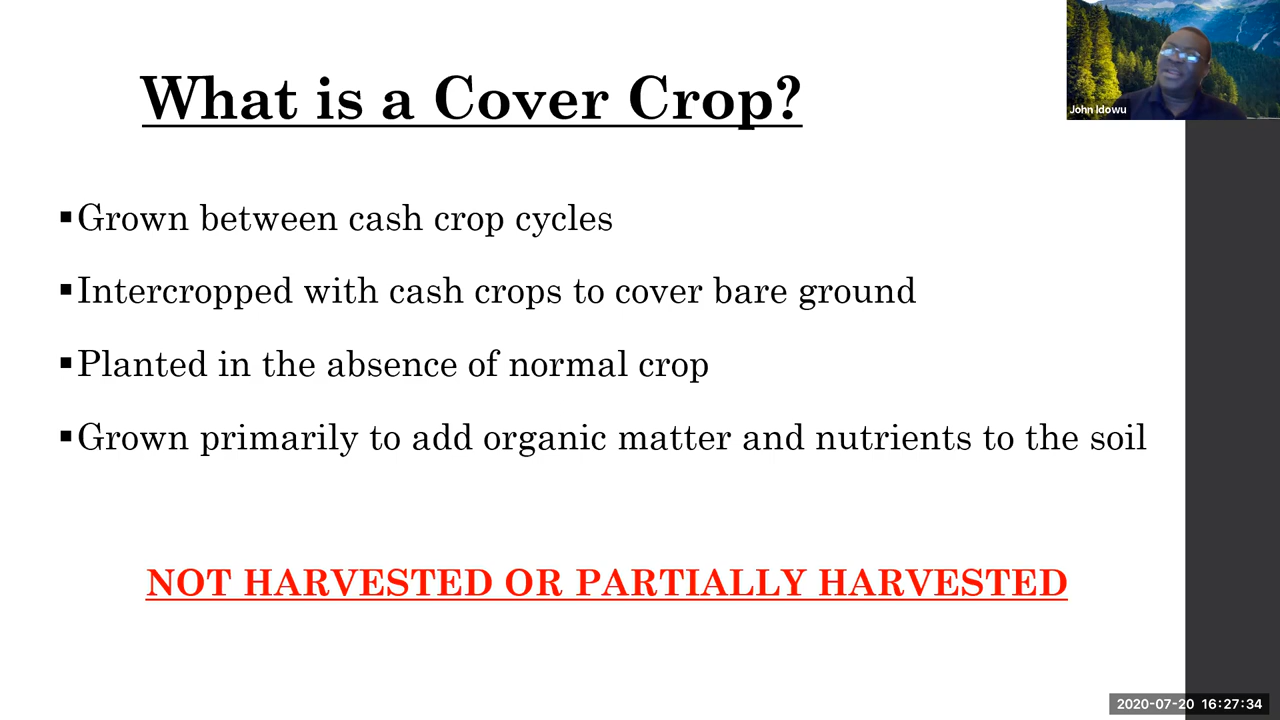 What is a Cover Crop?
John Idowu
▪Grown between cash crop cycles
▪Intercropped with cash crops to cover bare ground
▪Planted in the absence of normal crop
▪Grown primarily to add organic matter and nutrients to the soil
NOT HARVESTED OR PARTIALLY HARVESTED
2020-07-20 16:27:34